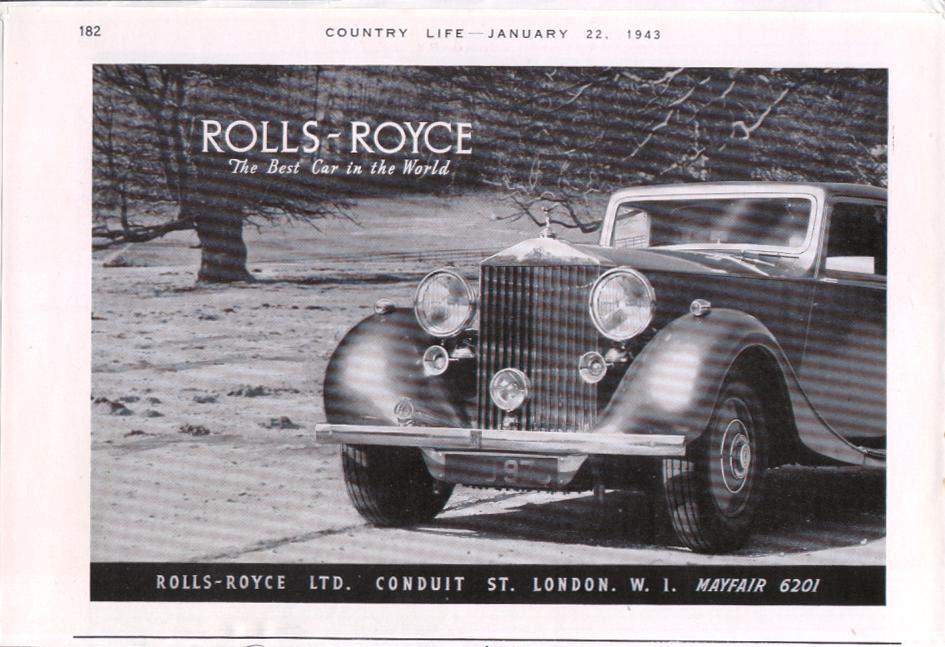 182
COUNTRY LIFE—JANUARY 22, 1943
ROLLS-ROYCE
The Best Car in the World
97
ROLLS-ROYCE LTD. CONDUIT ST. LONDON. W. 1. MAYFAIR 6201